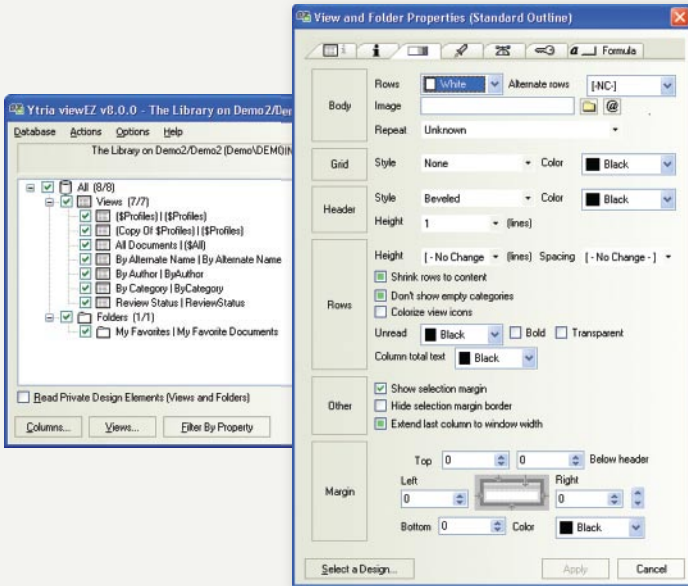 View and Folder Properties (Standard Outline)
i i a Formula
Body
Rows White Alternate rows [-NC-]
Image @
Repeat Unknown
Grid
Style None Color Black
Header
Style Beveled Color Black
Height 1 (lines)
Rows
Height [ - No Change (lines) Spacing [ - No Change - ]
Shrink rows to content
Don't show empty categories
Colorize view icons
Unread Black Bold Transparent
Column total text Black
Other
Show selection margin
Hide selection margin border
Extend last column to window width
Margin
Top 0 0 Below header
Left Right
0 0
Bottom 0 Color Black
Select a Design... Apply Cancel
Ytria viewEZ v8.0.0 - The Library on Demo2/De
Database Actions Options Help
The Library on Demo2/Demo2 (Demo\DEMO\IN
All (8/8)
Views (7/7)
($Profiles) | ($Profiles)
(Copy Of $Profiles) | ($Profiles)
All Documents | ($All)
By Alternate Name | By Alternate Name
By Author | ByAuthor
By Category | ByCategory
Review Status | ReviewStatus
Folders (1/1)
My Favorites | My Favorite Documents
Read Private Design Elements (Views and Folders)
Columns... Views... Filter By Property